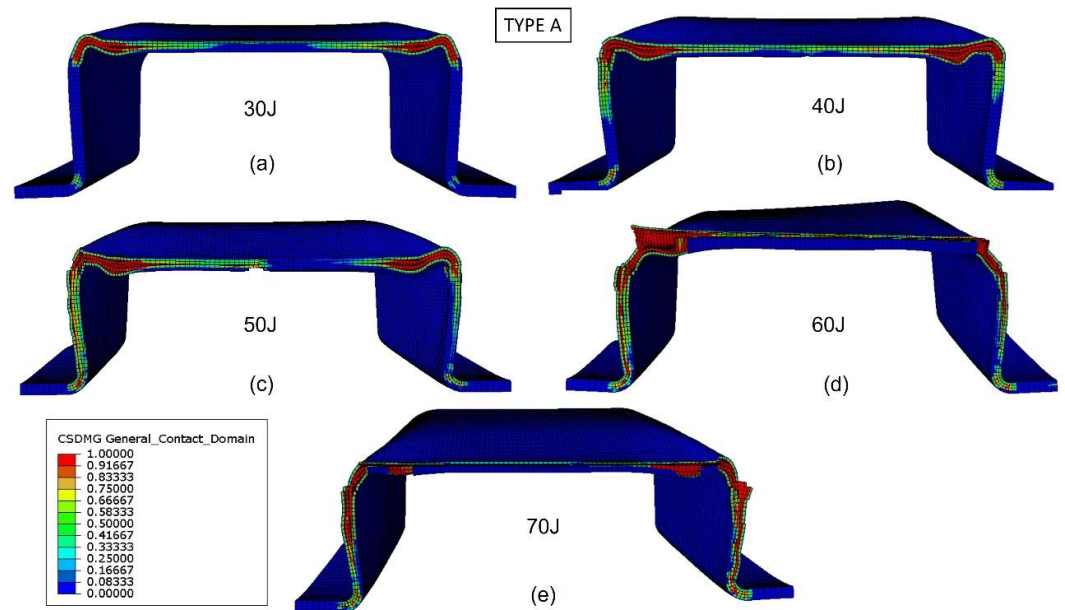 TYPE A
30J
(a)
40J
(b)
50J
(c)
60J
(d)
CSDMG General_Contact_Domain
1.00000
0.91667
0.83333
0.75000
0.66667
0.58333
0.50000
0.41666
0.33333
0.25000
0.16667
0.08333
0.00000
70J
(e)